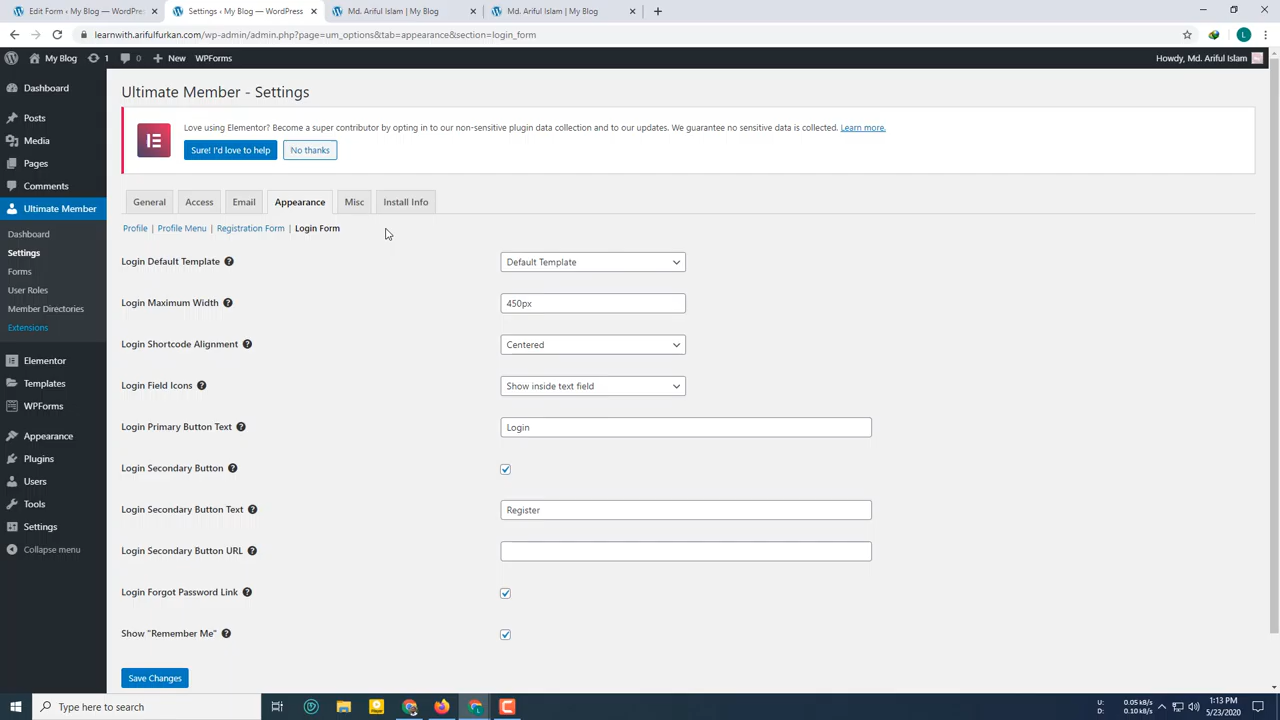 Edit Form ‹ My Blog — WordPress
Settings ‹ My Blog — WordPress
Md. Ariful Islam | My Blog
Md. Ariful Islam | My Blog
learnwith.arifulfurkan.com/wp-admin/admin.php?page=um_options&tab=appearance&section=login_form
L
My Blog
1
0
New
WPForms
Howdy, Md. Ariful Islam
Dashboard
Posts
Media
Pages
Comments
Ultimate Member
Dashboard
Settings
Forms
User Roles
Member Directories
Extensions
Elementor
Templates
WPForms
Appearance
Plugins
Users
Tools
Settings
Collapse menu
Ultimate Member - Settings
Love using Elementor? Become a super contributor by opting in to our non-sensitive plugin data collection and to our updates. We guarantee no sensitive data is collected. Learn more.
Sure! I'd love to help
No thanks
General
Access
Email
Appearance
Misc
Install Info
Profile | Profile Menu | Registration Form | Login Form
Login Default Template
Default Template
Login Maximum Width
450px
Login Shortcode Alignment
Centered
Login Field Icons
Show inside text field
Login Primary Button Text
Login
Login Secondary Button
Login Secondary Button Text
Register
Login Secondary Button URL
Login Forgot Password Link
Show "Remember Me"
Save Changes
Type here to search
U: 0.05 kB/s
D: 0.10 kB/s
1:13 PM
5/23/2020